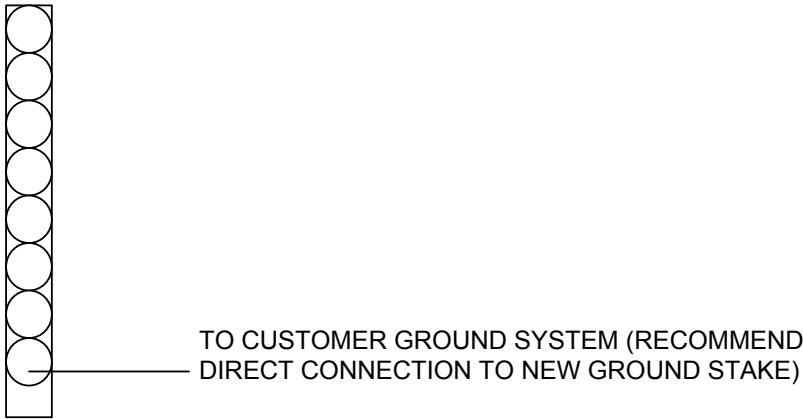 TO CUSTOMER GROUND SYSTEM (RECOMMEND
DIRECT CONNECTION TO NEW GROUND STAKE)